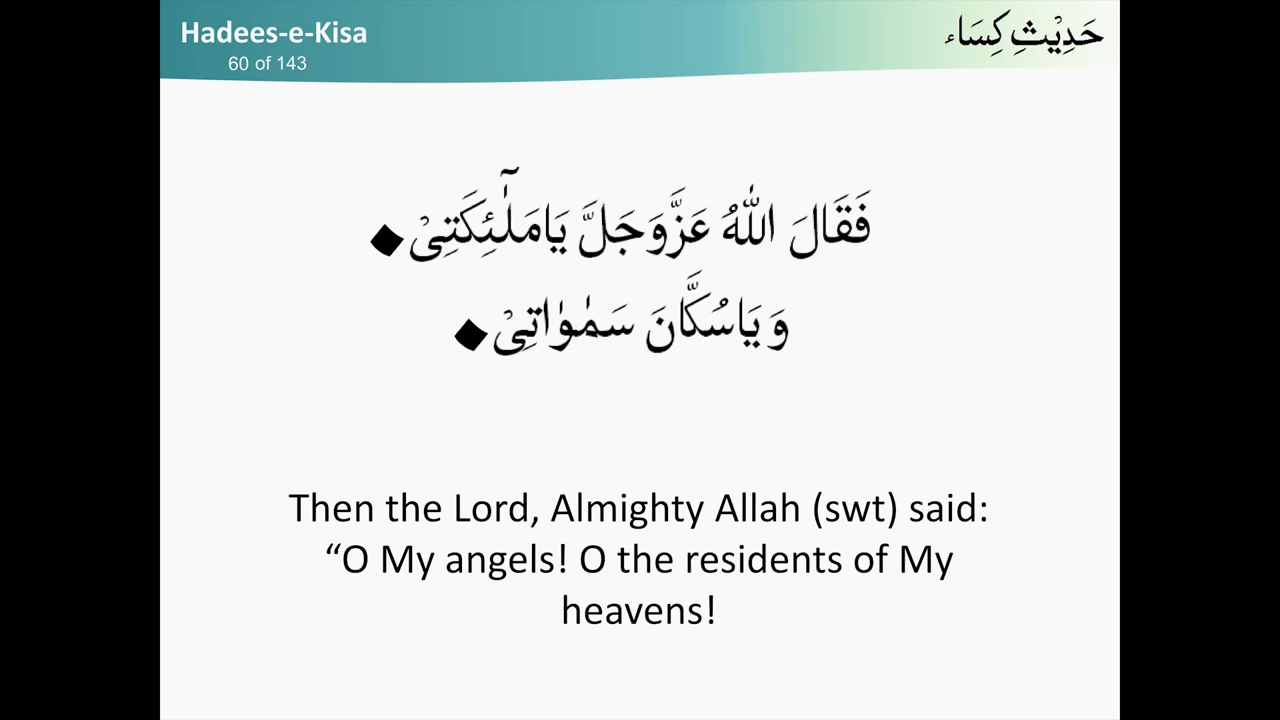 Hadees-e-Kisa
حَدِيْثِ كِسَاء
60 of 143
فَقَالَ اللّٰهُ عَزَّوَجَلَّ يَامَلٰٓئِكَتِىْ ◆
وَ يَاسُكَّانَ سَمٰوٰاتِىْ ◆
Then the Lord, Almighty Allah (swt) said:
“O My angels! O the residents of My
heavens!